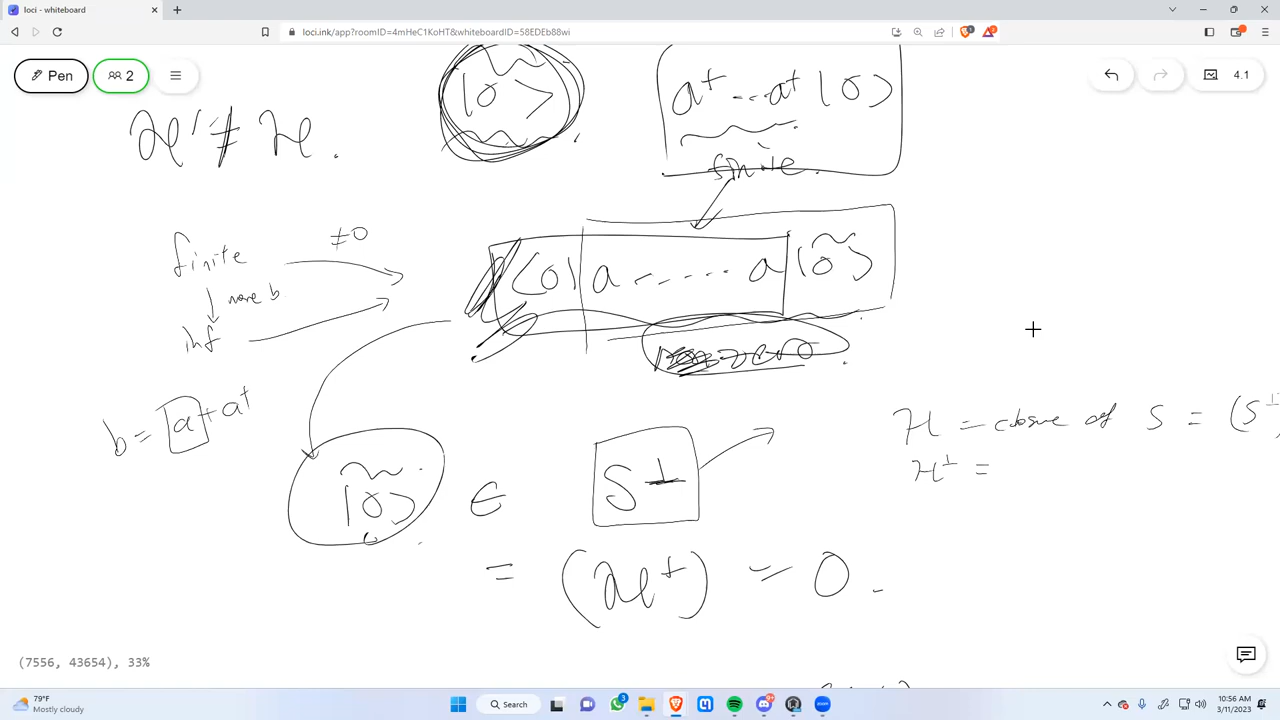 loci - whiteboard
loci.ink/app?roomID=4mHeC1KoHT&whiteboardID=58EDEb88wi
Pen
2
4.1
|0>
a† ... a† |0>
finite.
ℋ' ≠ ℋ.
finite
≠0
<0| a ..... a |0̃>
inf
zero
b = a + a†
ℋ = closure of S = (S⊥
ℋ⊥ =
|0̃> ∈ S⊥
= (ℋ⊥) = 0.
(7556, 43654), 33%
79°F
Mostly cloudy
Search
3
10:56 AM
3/11/2023